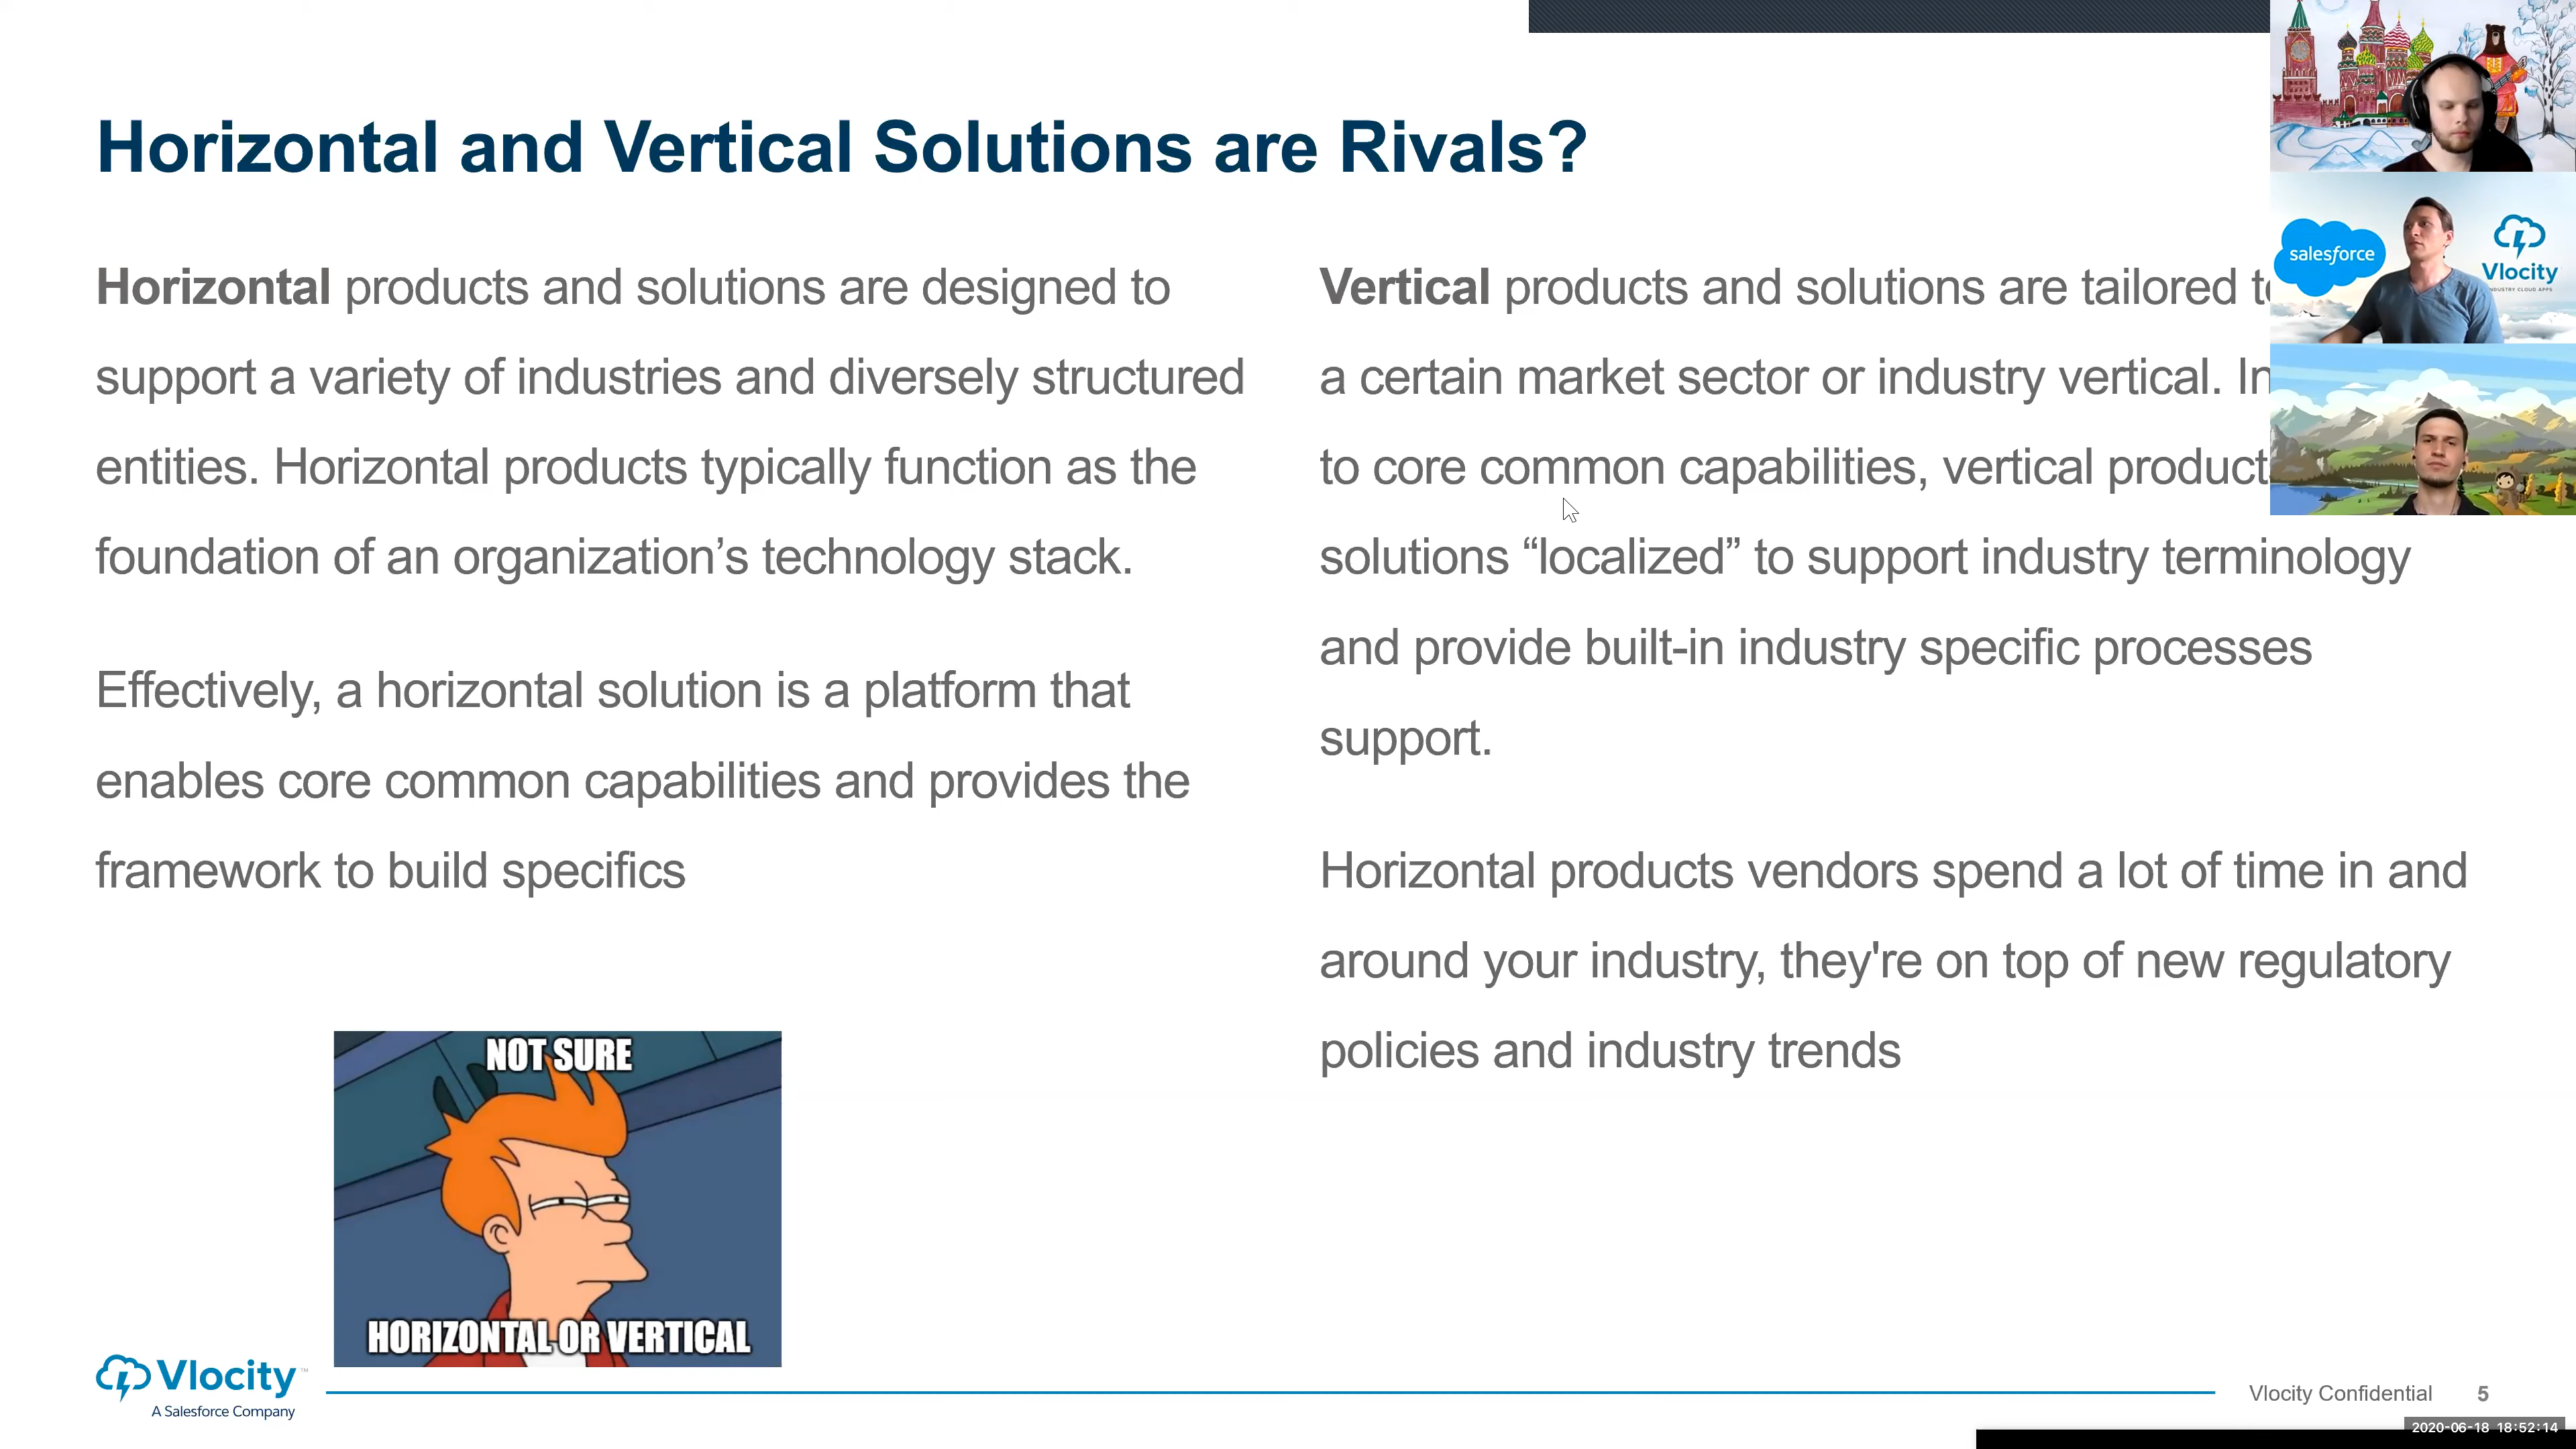 Horizontal and Vertical Solutions are Rivals?
Horizontal products and solutions are designed to
support a variety of industries and diversely structured
entities. Horizontal products typically function as the
foundation of an organization’s technology stack.
Effectively, a horizontal solution is a platform that
enables core common capabilities and provides the
framework to build specifics
Vertical products and solutions are tailored
a certain market sector or industry vertical. In
to core common capabilities, vertical product
solutions “localized” to support industry terminology
and provide built-in industry specific processes
support.
Horizontal products vendors spend a lot of time in and
around your industry, they're on top of new regulatory
policies and industry trends
salesforce
Vlocity
NOT SURE
HORIZONTAL OR VERTICAL
Vlocity™
A Salesforce Company
Vlocity Confidential 5
2020-06-18 18:52:14